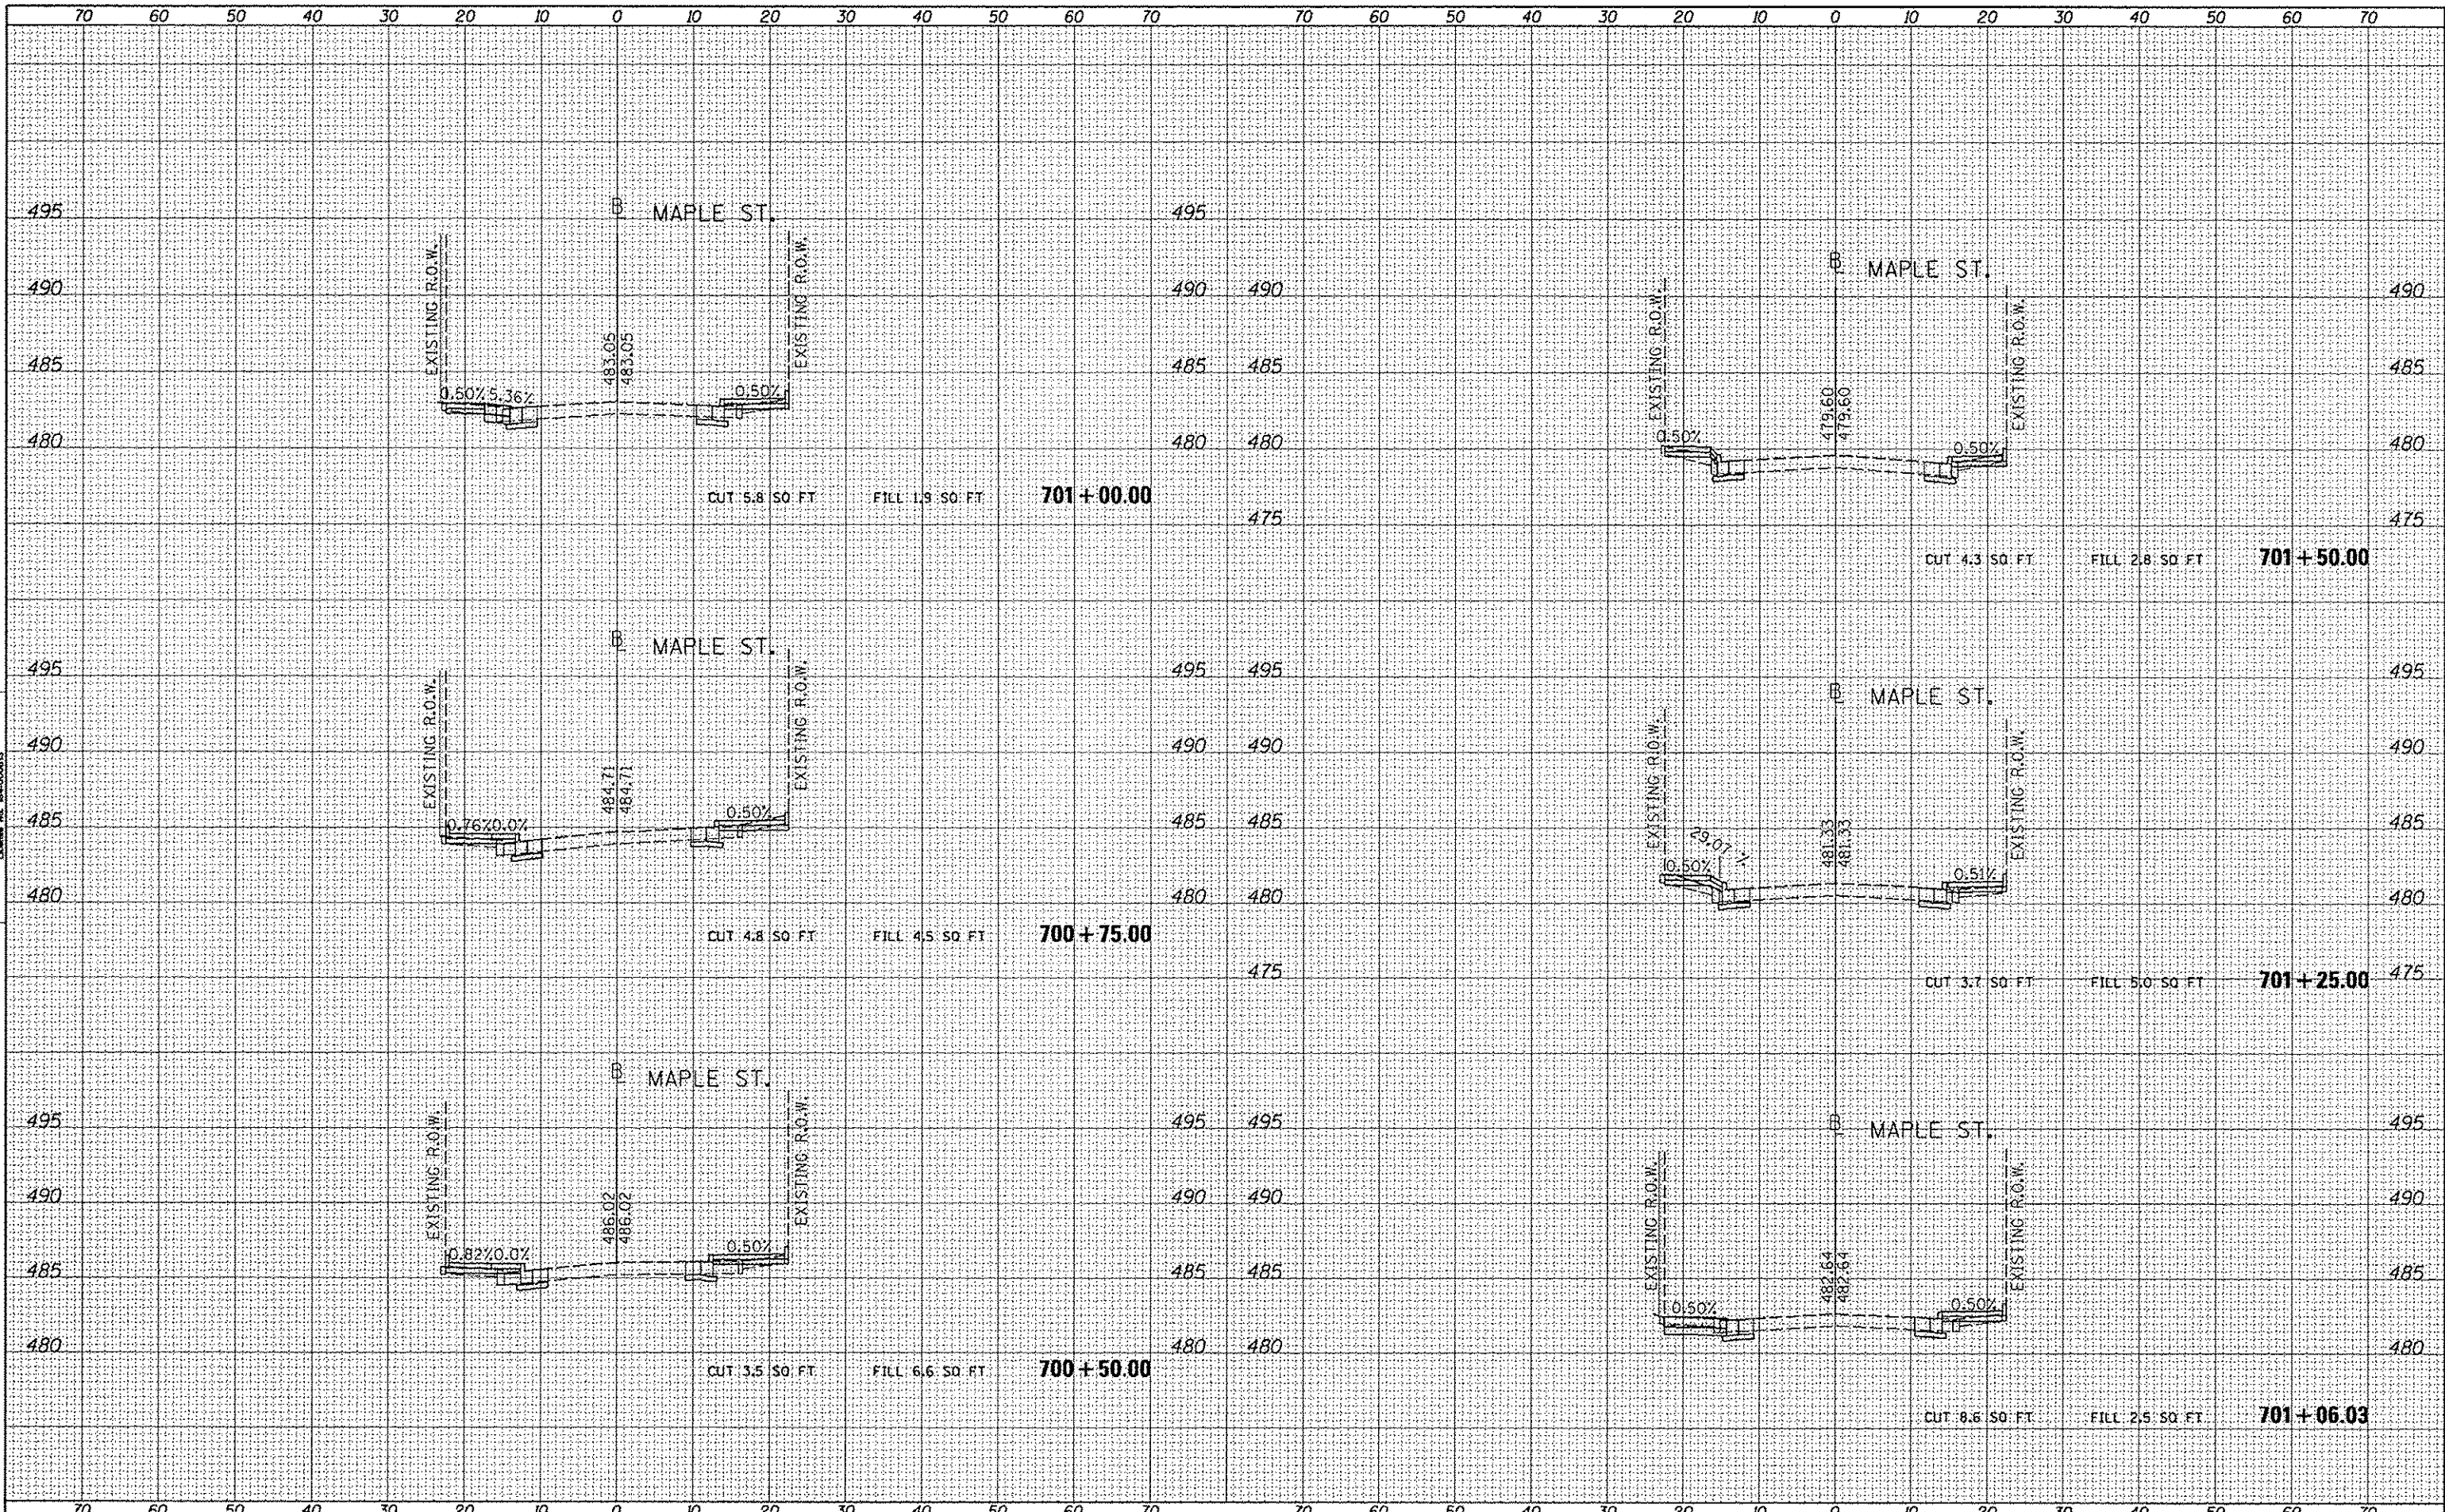 70 60 50 40 30 20 10 0 10 20 30 40 50 60 70 70 60 50 40 30 20 10 0 10 20 30 40 50 60 70
B MAPLE ST.
495 495
EXISTING R.O.W.
EXISTING R.O.W.
490 490
483.05
483.05
485 485
0.50% 5.36% 0.50%
480 480
CUT 5.8 SQ FT FILL 1.9 SQ FT 701+00.00
B MAPLE ST.
495 495
EXISTING R.O.W.
EXISTING R.O.W.
490 490
484.71
484.71
485 485
0.76% 0.0% 0.50%
480 480
CUT 4.8 SQ FT FILL 4.5 SQ FT 700+75.00
B MAPLE ST.
495 495
EXISTING R.O.W.
EXISTING R.O.W.
490 490
486.02
486.02
485 485
0.82% 0.0% 0.50%
480 480
CUT 3.5 SQ FT FILL 6.6 SQ FT 700+50.00
B MAPLE ST.
490 490
EXISTING R.O.W.
EXISTING R.O.W.
485 485
479.60
479.60
480 480
0.50% 0.50%
475 475
CUT 4.3 SQ FT FILL 2.8 SQ FT 701+50.00
495 495
B MAPLE ST.
EXISTING R.O.W.
EXISTING R.O.W.
490 490
481.33
481.33
485 485
29.07 %
0.50% 0.51%
480 480
475 475
CUT 3.7 SQ FT FILL 5.0 SQ FT 701+25.00
B MAPLE ST.
495 495
EXISTING R.O.W.
EXISTING R.O.W.
490 490
482.64
482.64
485 485
0.50% 0.50%
480 480
CUT 8.6 SQ FT FILL 2.5 SQ FT 701+06.03
70 60 50 40 30 20 10 0 10 20 30 40 50 60 70 70 60 50 40 30 20 10 0 10 20 30 40 50 60 70